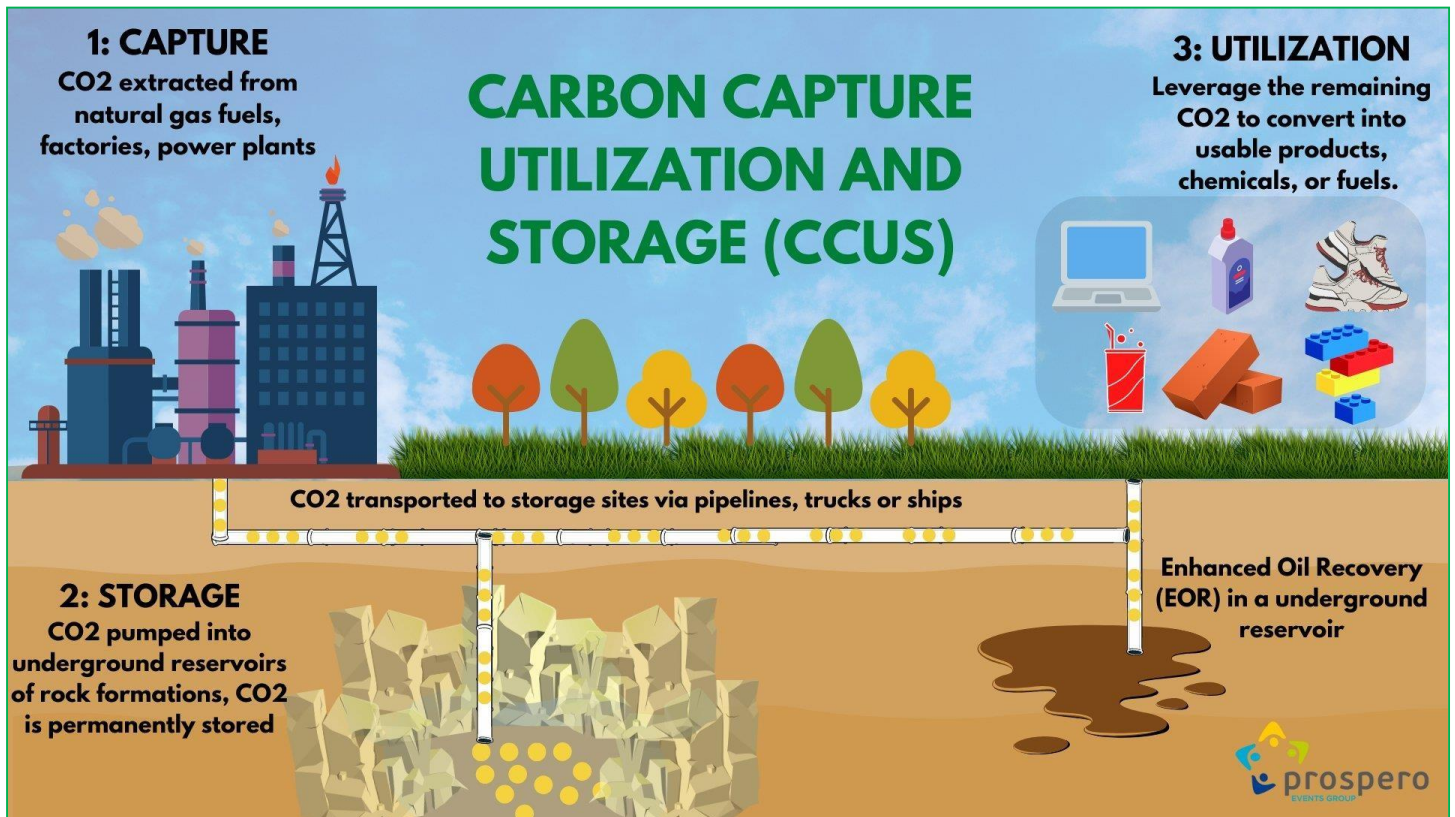 1: CAPTURE
CO2 extracted from
natural gas fuels,
factories, power plants
CARBON CAPTURE
UTILIZATION AND
STORAGE (CCUS)
3: UTILIZATION
Leverage the remaining
CO2 to convert into
usable products,
chemicals, or fuels.
CO2 transported to storage sites via pipelines, trucks or ships
2: STORAGE
CO2 pumped into
underground reservoirs
of rock formations, CO2
is permanently stored
Enhanced Oil Recovery
(EOR) in a underground
reservoir
prospero
EVENTS GROUP